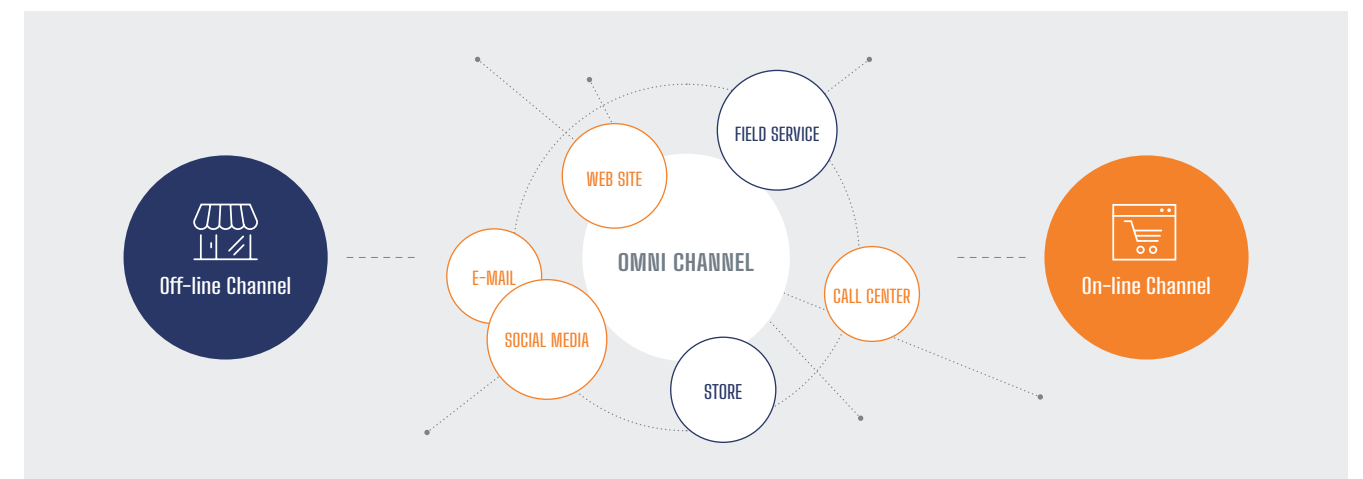 FIELD SERVICE
WEB SITE
OMNI CHANNEL
E-MAIL
Off-line Channel
On-line Channel
CALL CENTER
SOCIAL MEDIA
STORE